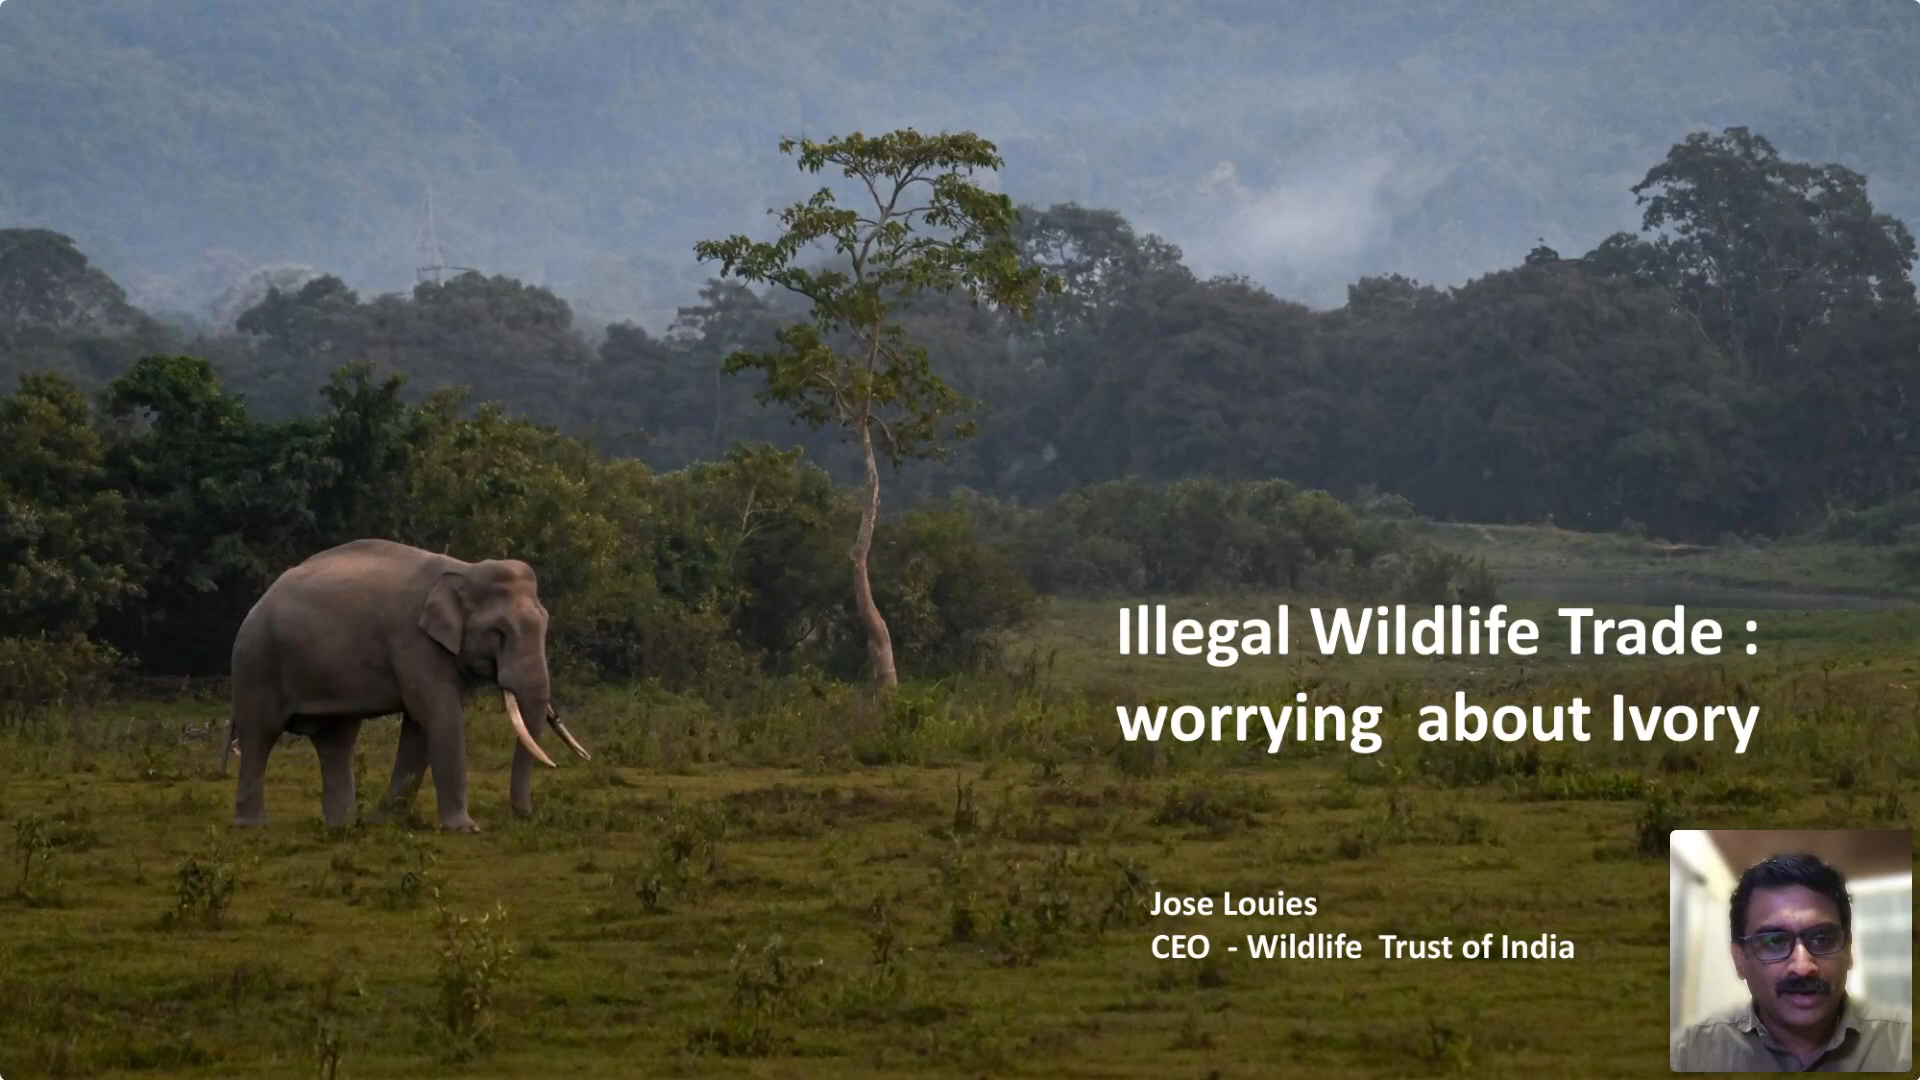 Illegal Wildlife Trade :
worrying about Ivory
Jose Louies
CEO - Wildlife Trust of India